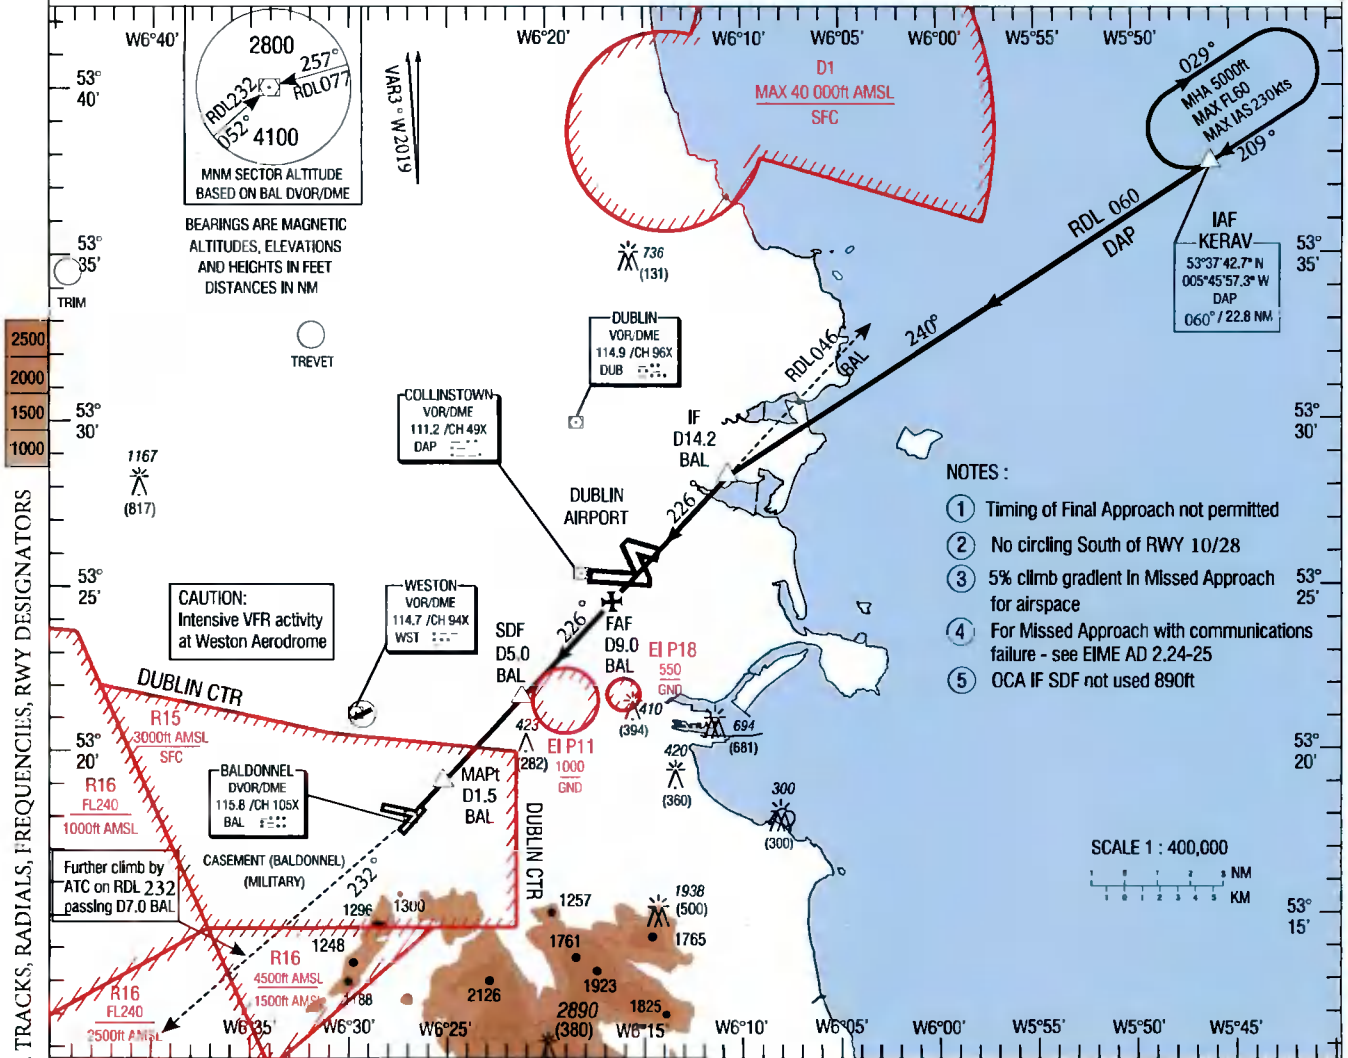 W6°40'
W6°20'
W6°10'
W6°05'
W6°00'
W5°55'
W5°50'
53°
40'
2800
257°
RDL077
RDL232
052°
4100
MNM SECTOR ALTITUDE
BASED ON BAL DVOR/DME
VAR3° W 2019
BEARINGS ARE MAGNETIC
ALTITUDES, ELEVATIONS
AND HEIGHTS IN FEET
DISTANCES IN NM
D1
MAX 40 000ft AMSL
SFC
029°
MHA 5000ft
MAX FL60
MAX IAS 230kts
209°
RDL 060
DAP
IAF
KERAV
53°37'42.7" N
005°45'57.3" W
DAP
060° / 22.8 NM
53°
35'
53°
35'
TRIM
TREVET
736
(131)
DUBLIN
VOR/DME
114.9 /CH 96X
DUB
240°
RDL046
BAL
2500
2000
1500
1000
COLLINSTOWN
VOR/DME
111.2 /CH 49X
DAP
IF
D14.2
BAL
53°
30'
53°
30'
1167
(817)
DUBLIN
AIRPORT
226°
NOTES :
1 Timing of Final Approach not permitted
2 No circling South of RWY 10/28
3 5% climb gradient in Missed Approach
for airspace
4 For Missed Approach with communications
failure - see EIME AD 2.24-25
5 OCA IF SDF not used 890ft
53°
25'
53°
25'
CAUTION:
Intensive VFR activity
at Weston Aerodrome
WESTON
VOR/DME
114.7 /CH 94X
WST
226°
SDF
D5.0
BAL
FAF
D9.0
BAL
EI P18
550
GND
410
(394)
694
(681)
DUBLIN CTR
R15
3000ft AMSL
SFC
423
(282)
EI P11
1000
GND
420
(360)
53°
20'
53°
20'
R16
FL240
1000ft AMSL
BALDONNEL
DVOR/DME
115.8 /CH 105X
BAL
MAPt
D1.5
BAL
300
(300)
DUBLIN CTR
CASEMENT (BALDONNEL)
(MILITARY)
232°
Further climb by
ATC on RDL 232
passing D7.0 BAL
SCALE 1 : 400,000
1 0 1 2 3 NM
1 0 1 2 3 4 5 KM
53°
15'
1296
1300
1257
1938
(500)
1248
1761
1765
R16
4500ft AMSL
1500ft AMSL
1188
2126
1923
1825
2890
(380)
R16
FL240
2500ft AMSL
W6°35'
W6°30'
W6°25'
W6°15'
W6°10'
W6°05'
W6°00'
W5°55'
W5°50'
W5°45'
TRACKS, RADIALS, FREQUENCIES, RWY DESIGNATORS